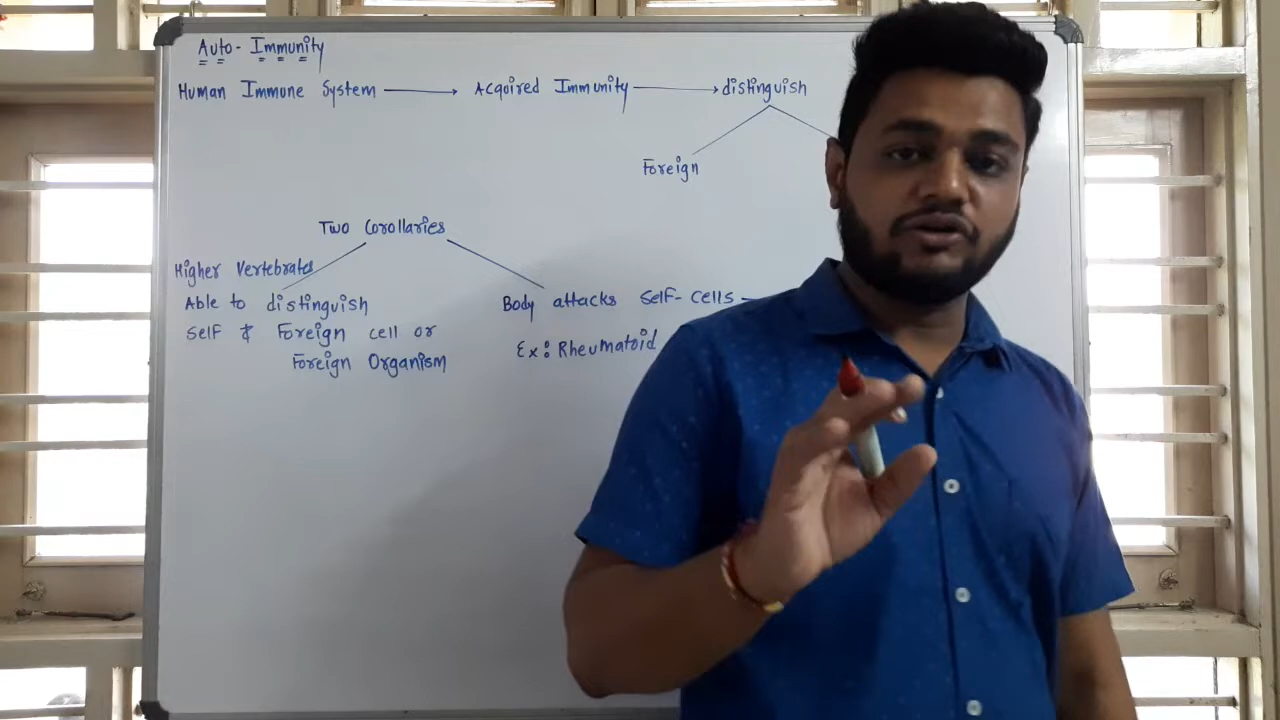 Auto-Immunity
Human Immune System → Acquired Immunity → distinguish
Foreign
Two Corollaries
Higher Vertebrates
Able to distinguish
Self & Foreign cell or
Foreign Organism
Body attacks self-cells
Ex: Rheumatoid